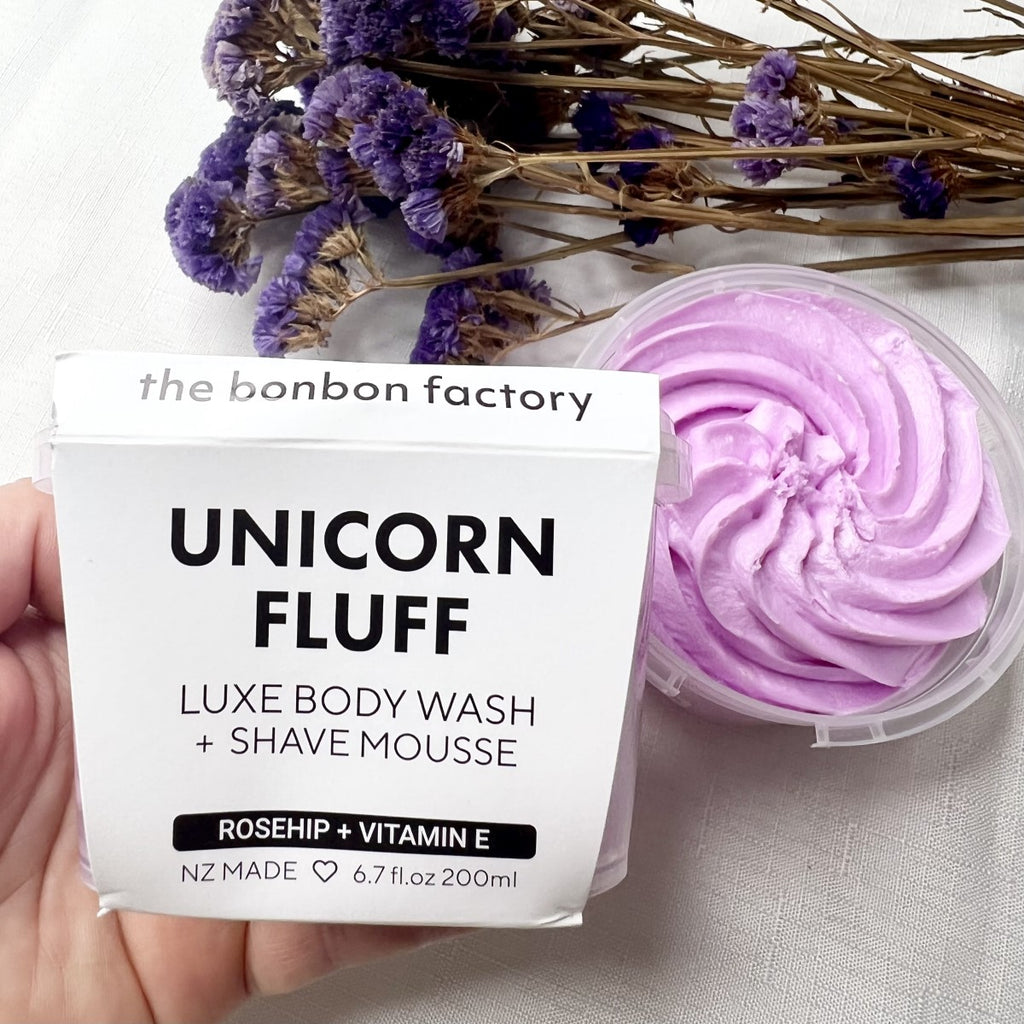 the bonbon factory
UNICORN
FLUFF
LUXE BODY WASH
+ SHAVE MOUSSE
ROSEHIP + VITAMIN E
NZ MADE ♡ 6.7 fl.oz 200ml